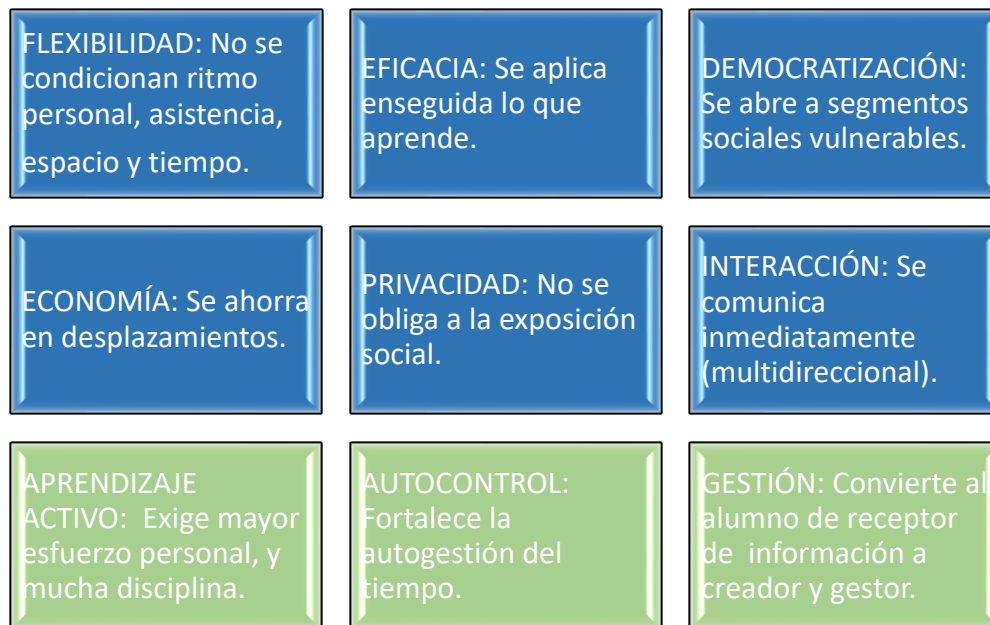 FLEXIBILIDAD: No se
condicionan ritmo
personal, asistencia,
espacio y tiempo.
EFICACIA: Se aplica
enseguida lo que
aprende.
DEMOCRATIZACIÓN:
Se abre a segmentos
sociales vulnerables.
ECONOMÍA: Se ahorra
en desplazamientos.
PRIVACIDAD: No se
obliga a la exposición
social.
INTERACCIÓN: Se
comunica
inmediatamente
(multidireccional).
APRENDIZAJE
ACTIVO: Exige mayor
esfuerzo personal, y
mucha disciplina.
AUTOCONTROL:
Fortalece la
autogestión del
tiempo.
GESTIÓN: Convierte al
alumno de receptor
de información a
creador y gestor.